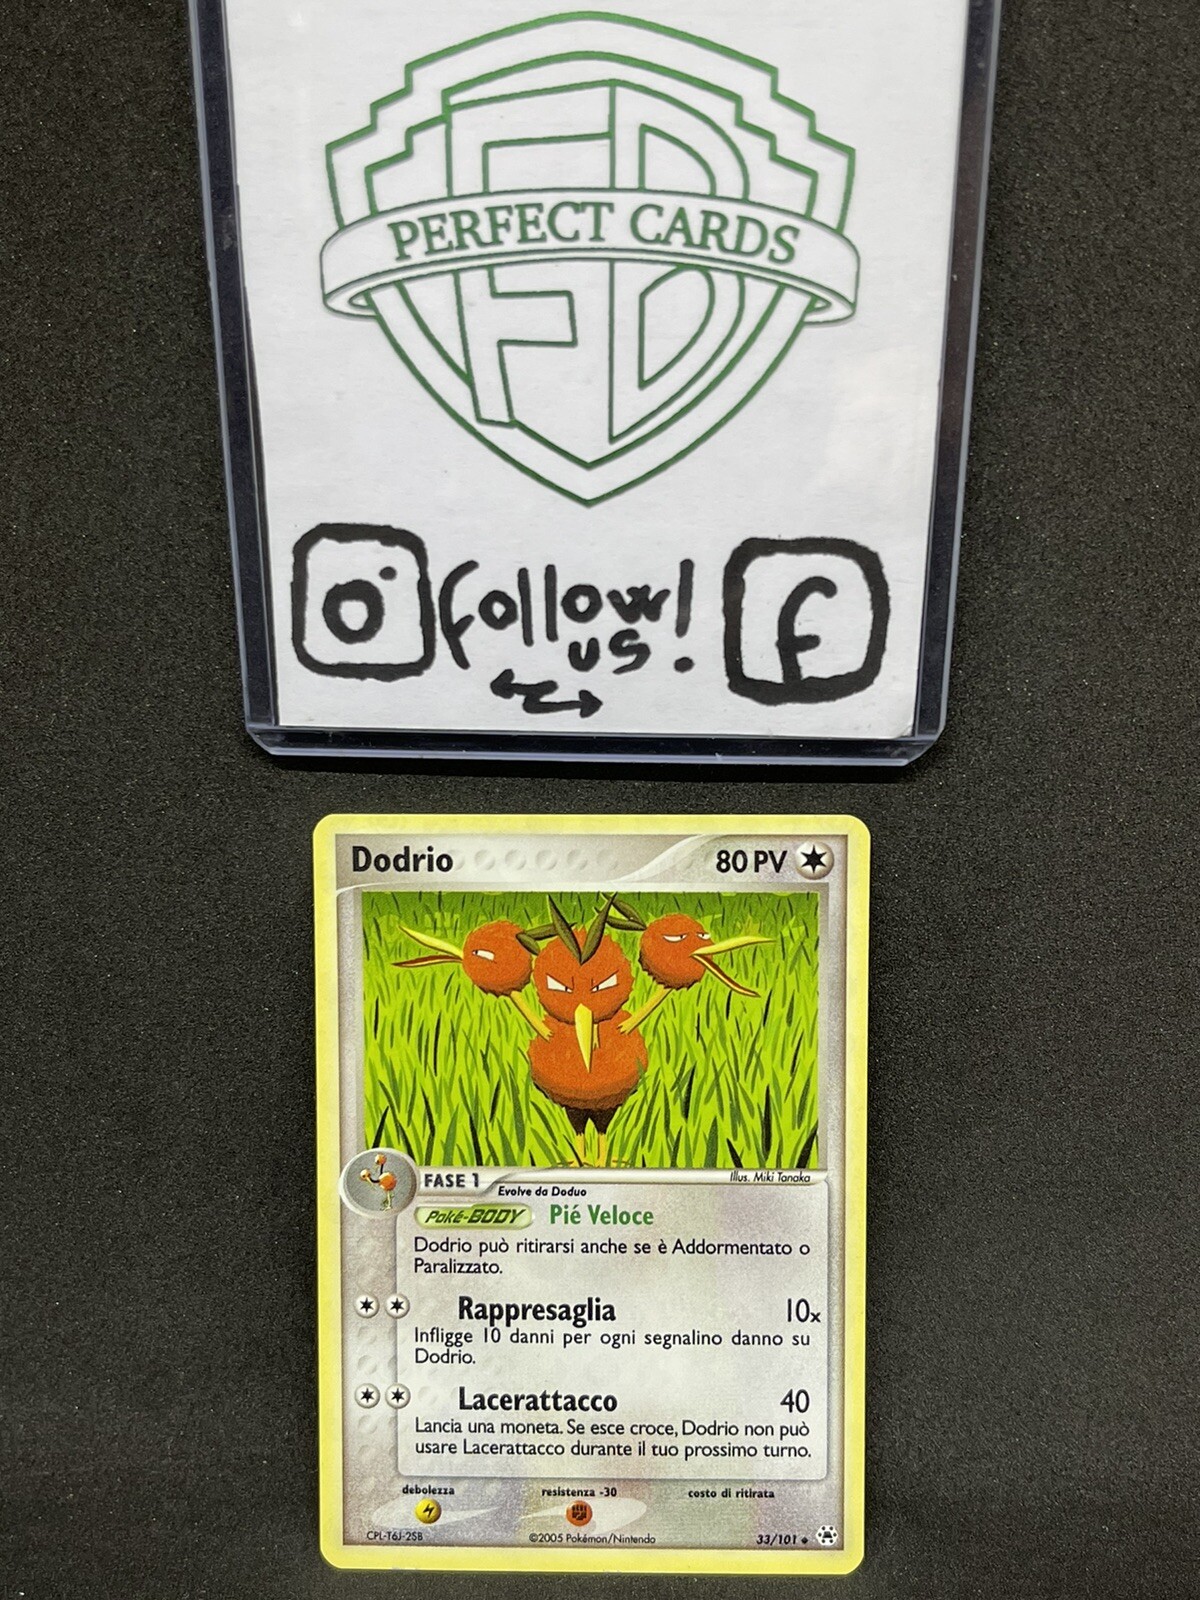 PERFECT CARDS
follow
us!
Dodrio
80 PV
FASE 1
Evolve da Doduo
Illus. Miki Tanaka
Poké-BODY Pié Veloce
Dodrio può ritirarsi anche se è Addormentato o
Paralizzato.
Rappresaglia 10x
Infligge 10 danni per ogni segnalino danno su
Dodrio.
Lacerattacco 40
Lancia una moneta. Se esce croce, Dodrio non può
usare Lacerattacco durante il tuo prossimo turno.
debolezza resistenza -30 costo di ritirata
CPL-T6J-2SB ©2005 Pokémon/Nintendo 33/101